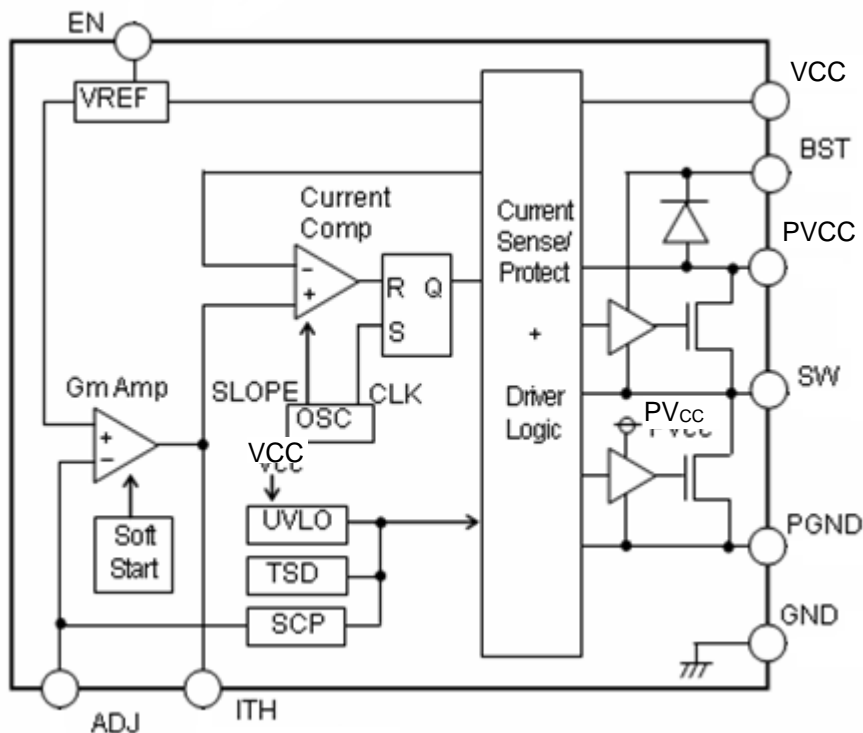 EN
VREF
VCC
BST
PVCC
Current
Comp
-
+
R Q
S
Current
Sense/
Protect
+
Driver
Logic
SW
Gm Amp
+
-
SLOPE
CLK
OSC
VCC
PVcc
UVLO
TSD
SCP
Soft
Start
PGND
GND
ADJ
ITH